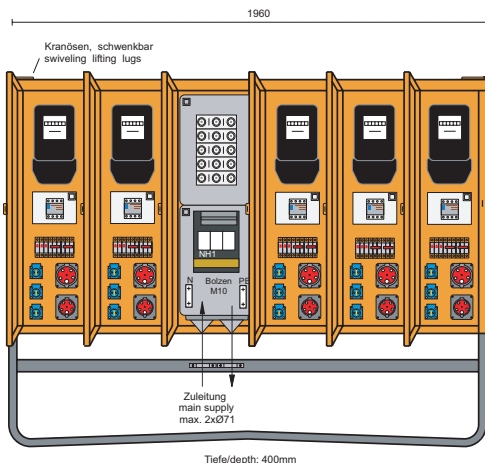 1960
Kranösen, schwenkbar
swiveling lifting lugs
NH1
N Bolzen PE
M10
Zuleitung
main supply
max. 2xØ71
Tiefe/depth: 400mm